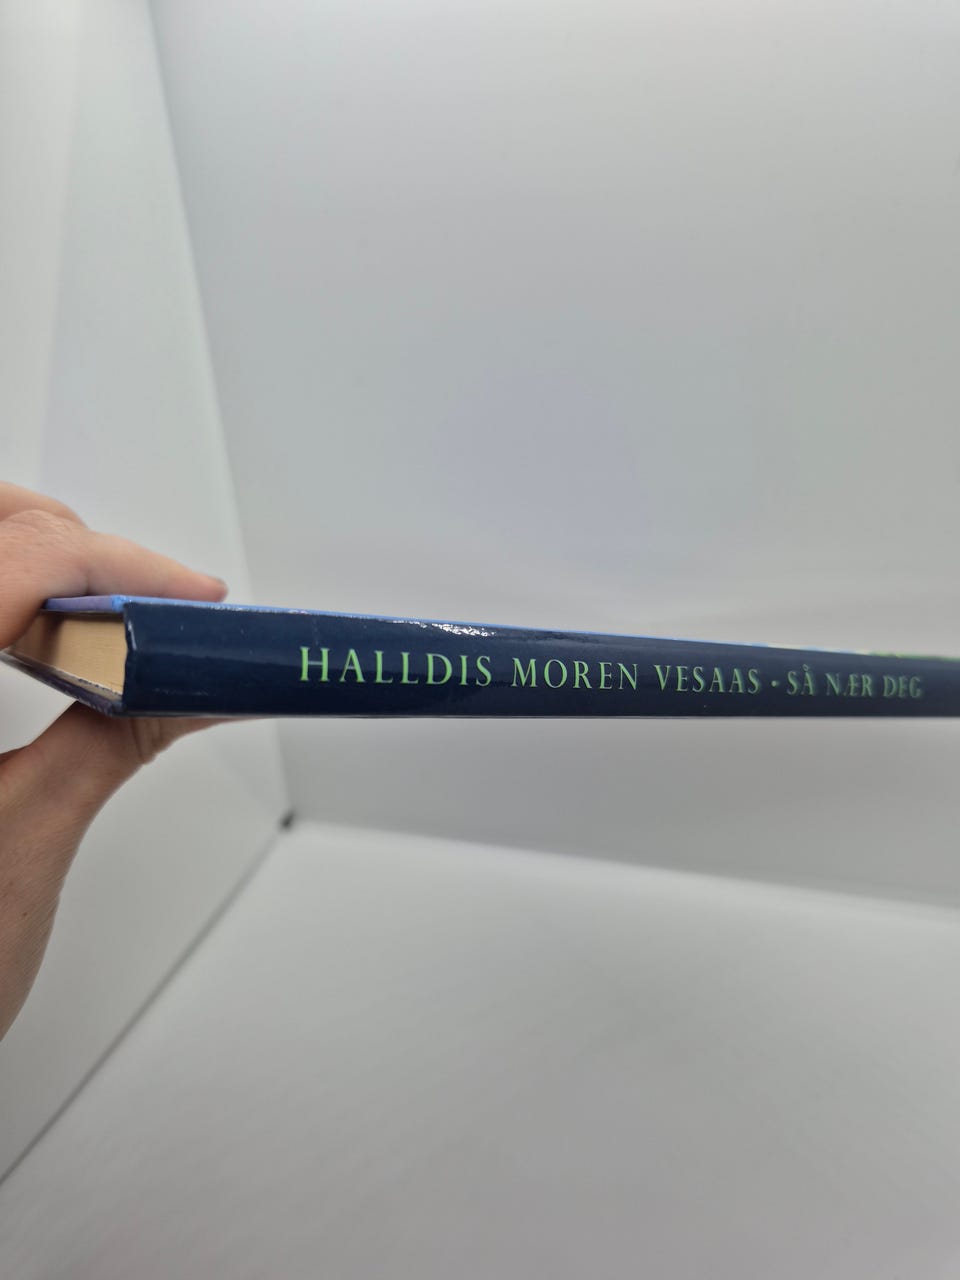 HALLDIS MOREN VESAAS • SÅ NÆR DEG